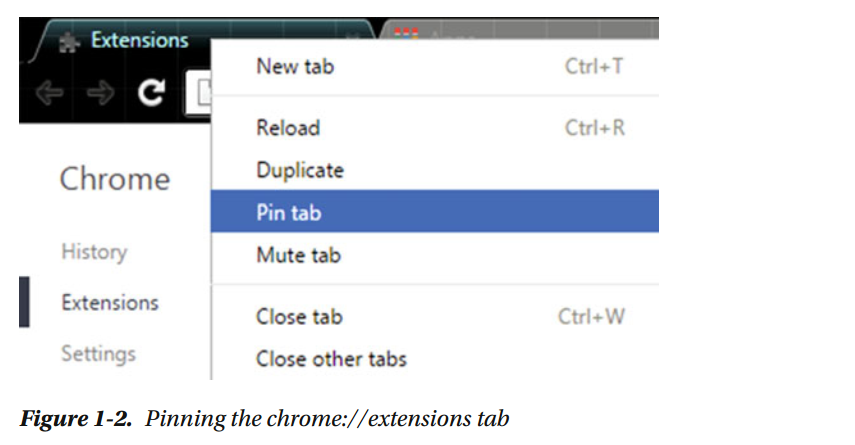 Extensions
New tab Ctrl+T
Reload Ctrl+R
Duplicate
Pin tab
Mute tab
Close tab Ctrl+W
Close other tabs
Chrome
History
Extensions
Settings
Figure 1-2. Pinning the chrome://extensions tab